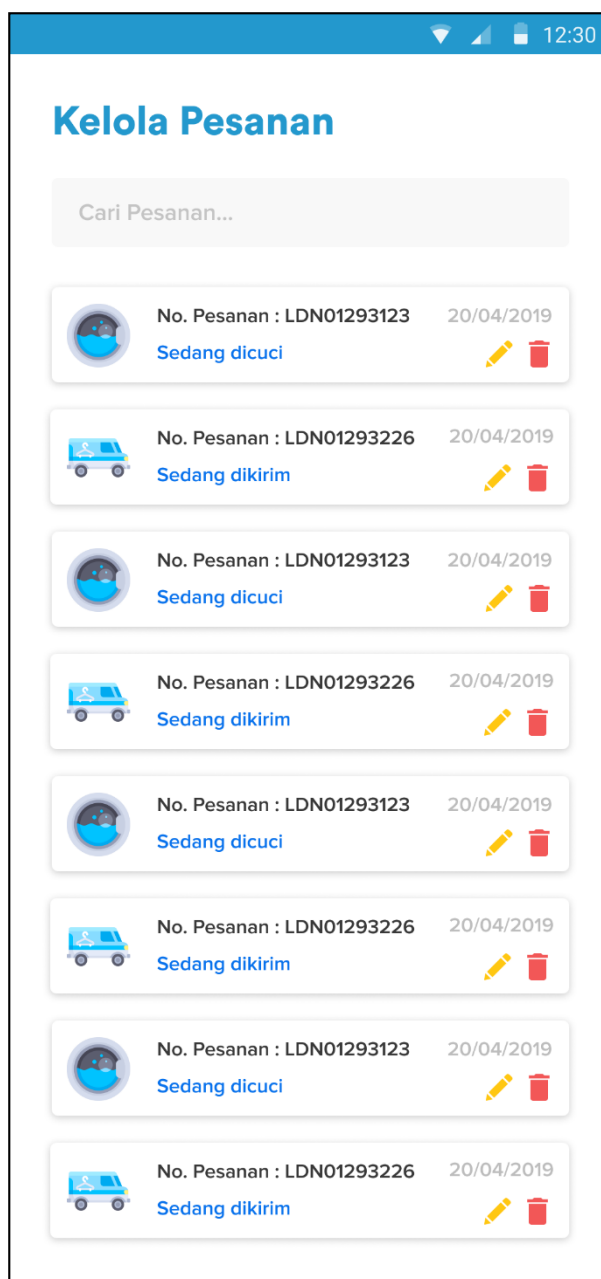 12:30
Kelola Pesanan
Cari Pesanan...
No. Pesanan : LDN01293123 20/04/2019
Sedang dicuci
No. Pesanan : LDN01293226 20/04/2019
Sedang dikirim
No. Pesanan : LDN01293123 20/04/2019
Sedang dicuci
No. Pesanan : LDN01293226 20/04/2019
Sedang dikirim
No. Pesanan : LDN01293123 20/04/2019
Sedang dicuci
No. Pesanan : LDN01293226 20/04/2019
Sedang dikirim
No. Pesanan : LDN01293123 20/04/2019
Sedang dicuci
No. Pesanan : LDN01293226 20/04/2019
Sedang dikirim